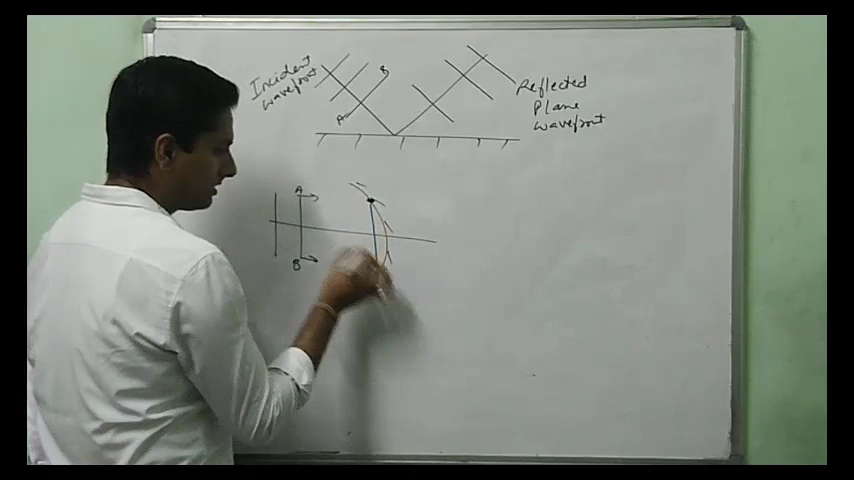 Incident
wavefront
A
B
Reflected
Plane
wavefront
A
B